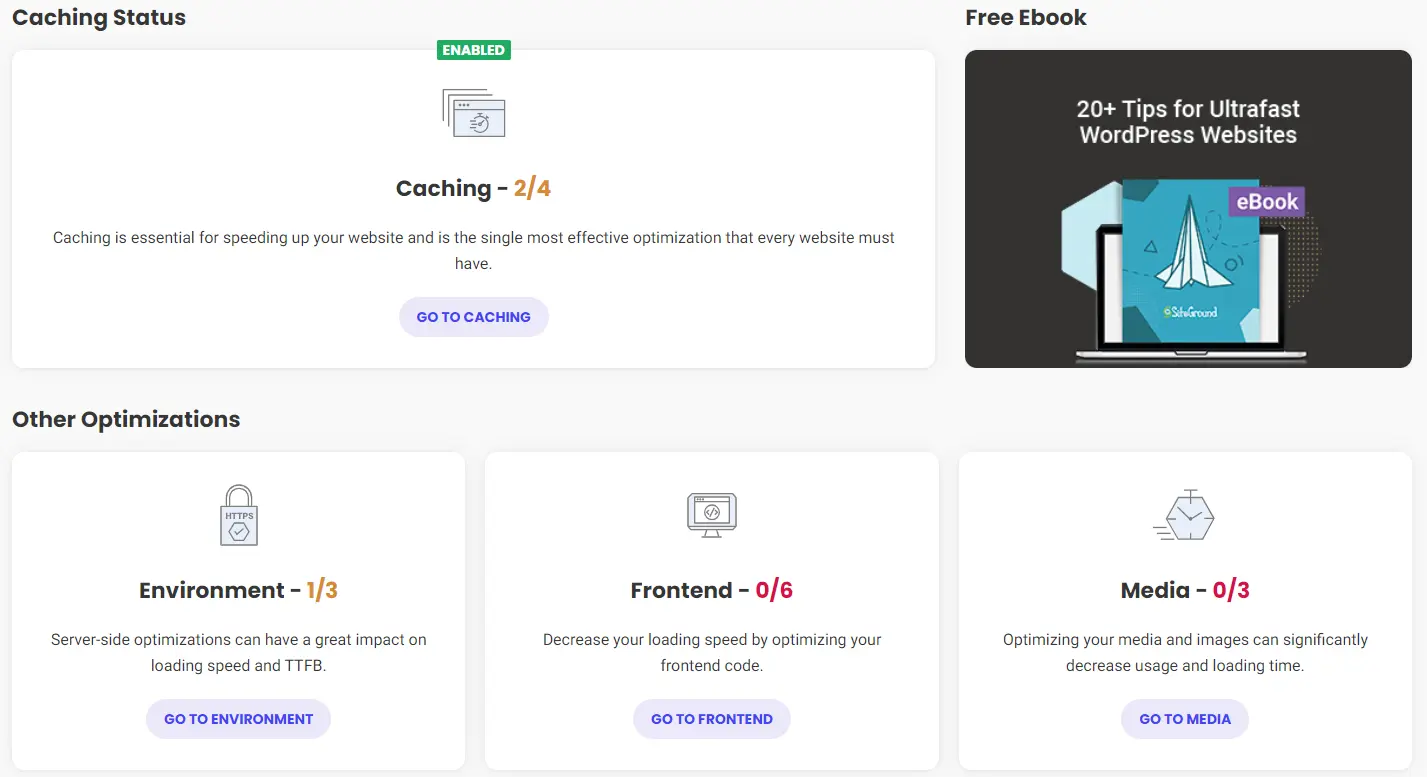 Caching Status
ENABLED
Caching - 2/4
Caching is essential for speeding up your website and is the single most effective optimization that every website must
have.
GO TO CACHING
Free Ebook
20+ Tips for Ultrafast
WordPress Websites
eBook
SiteGround
Other Optimizations
HTTPS
Environment - 1/3
Server-side optimizations can have a great impact on
loading speed and TTFB.
GO TO ENVIRONMENT
Frontend - 0/6
Decrease your loading speed by optimizing your
frontend code.
GO TO FRONTEND
Media - 0/3
Optimizing your media and images can significantly
decrease usage and loading time.
GO TO MEDIA